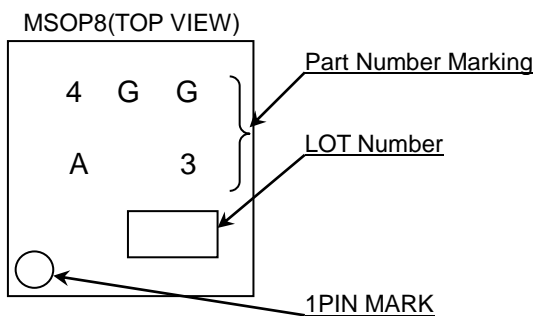 MSOP8(TOP VIEW)
Part Number Marking
4 G G
LOT Number
A 3
1PIN MARK